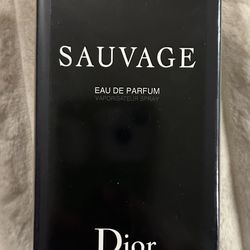 SAUVAGE
EAU DE PARFUM
VAPORISATEUR SPRAY
Dior